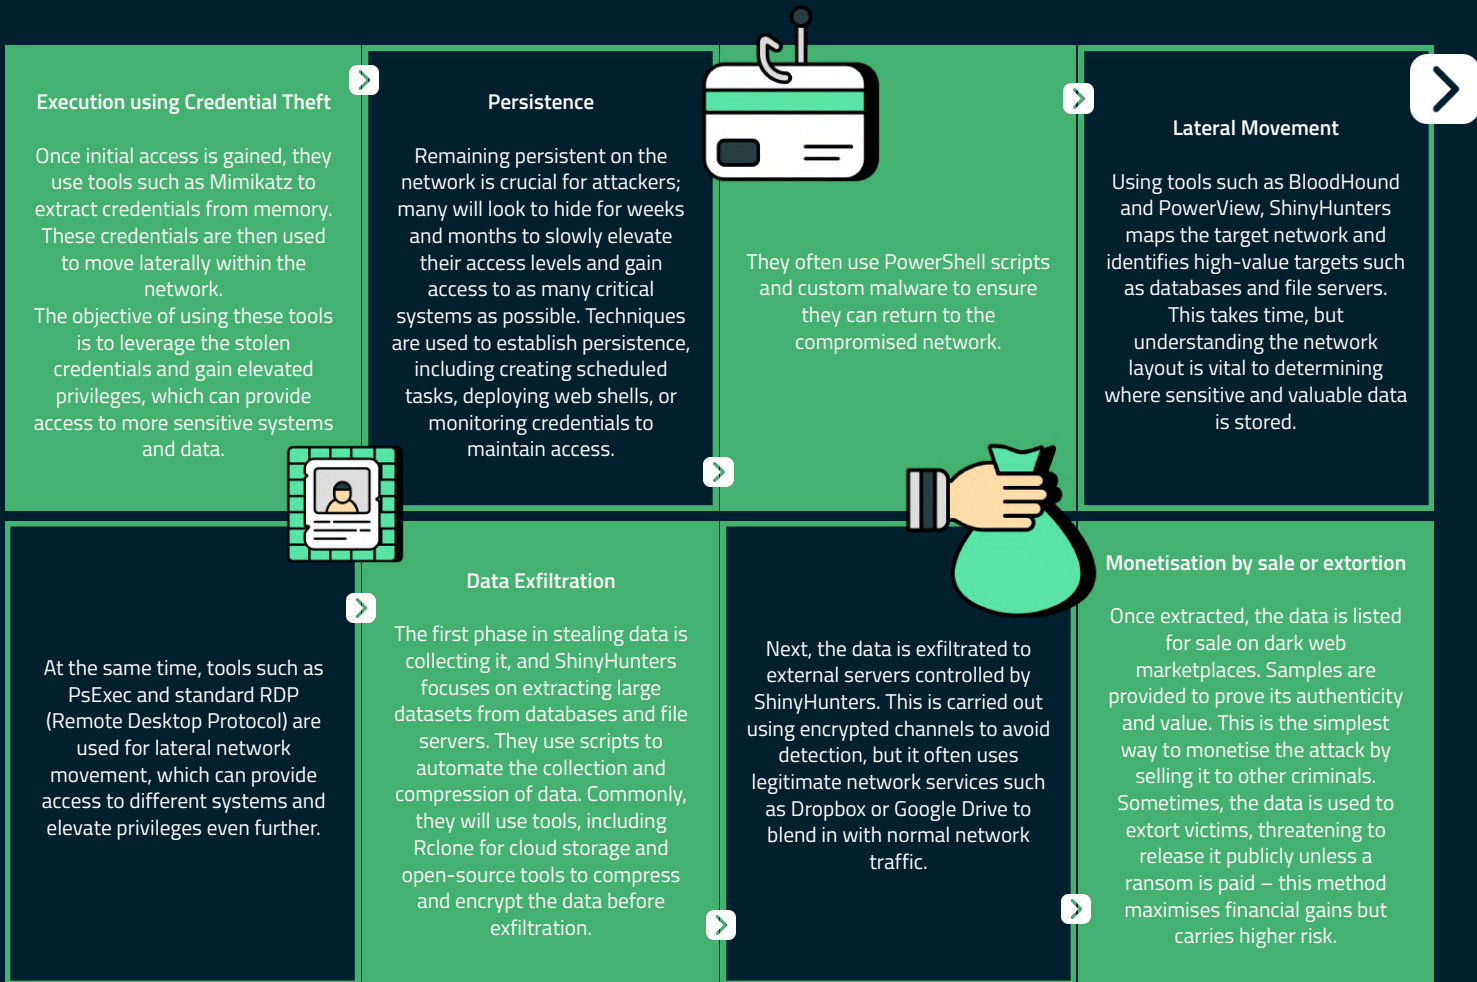 Execution using Credential Theft
Once initial access is gained, they
use tools such as Mimikatz to
extract credentials from memory.
These credentials are then used
to move laterally within the
network.
The objective of using these tools
is to leverage the stolen
credentials and gain elevated
privileges, which can provide
access to more sensitive systems
and data.
Persistence
Remaining persistent on the
network is crucial for attackers;
many will look to hide for weeks
and months to slowly elevate
their access levels and gain
access to as many critical
systems as possible. Techniques
are used to establish persistence,
including creating scheduled
tasks, deploying web shells, or
monitoring credentials to
maintain access.
They often use PowerShell scripts
and custom malware to ensure
they can return to the
compromised network.
Lateral Movement
Using tools such as BloodHound
and PowerView, ShinyHunters
maps the target network and
identifies high-value targets such
as databases and file servers.
This takes time, but
understanding the network
layout is vital to determining
where sensitive and valuable data
is stored.
At the same time, tools such as
PsExec and standard RDP
(Remote Desktop Protocol) are
used for lateral network
movement, which can provide
access to different systems and
elevate privileges even further.
Data Exfiltration
The first phase in stealing data is
collecting it, and ShinyHunters
focuses on extracting large
datasets from databases and file
servers. They use scripts to
automate the collection and
compression of data. Commonly,
they will use tools, including
Rclone for cloud storage and
open-source tools to compress
and encrypt the data before
exfiltration.
Next, the data is exfiltrated to
external servers controlled by
ShinyHunters. This is carried out
using encrypted channels to avoid
detection, but it often uses
legitimate network services such
as Dropbox or Google Drive to
blend in with normal network
traffic.
Monetisation by sale or extortion
Once extracted, the data is listed
for sale on dark web
marketplaces. Samples are
provided to prove its authenticity
and value. This is the simplest
way to monetise the attack by
selling it to other criminals.
Sometimes, the data is used to
extort victims, threatening to
release it publicly unless a
ransom is paid – this method
maximises financial gains but
carries higher risk.